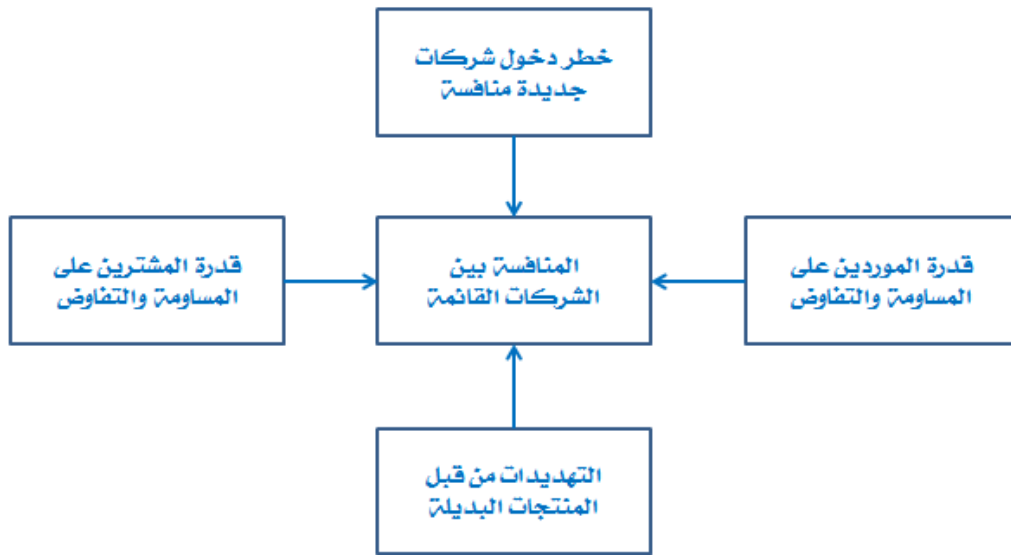 خطر دخول شركات
جديدة منافسة
قدرة الموردين على
المساومة والتفاوض
المنافسة بين
الشركات القائمة
قدرة المشترين على
المساومة والتفاوض
التهديدات من قبل
المنتجات البديلة